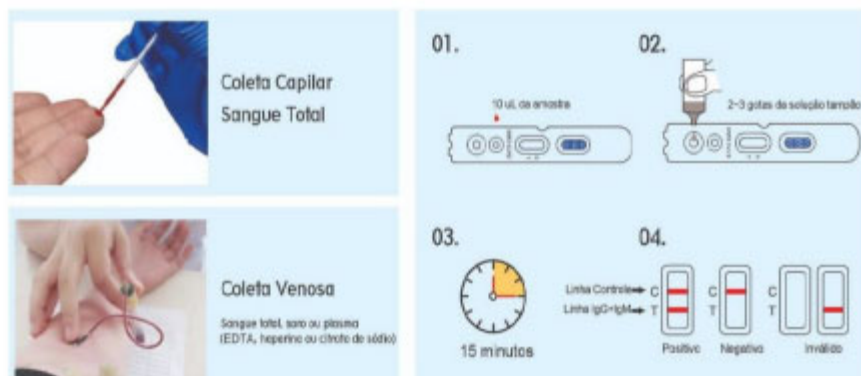 Coleta Capilar
Sangue Total
Coleta Venosa
Sangue total, soro ou plasma
(EDTA, heparina ou citrato de sódio)
01.
10 uL da amostra
02.
2~3 gotas da solução tampão
03.
15 minutos
04.
Linha Controle
Linha IgG+IgM
C
T
C
T
C
T
Positivo
Negativo
Inválido